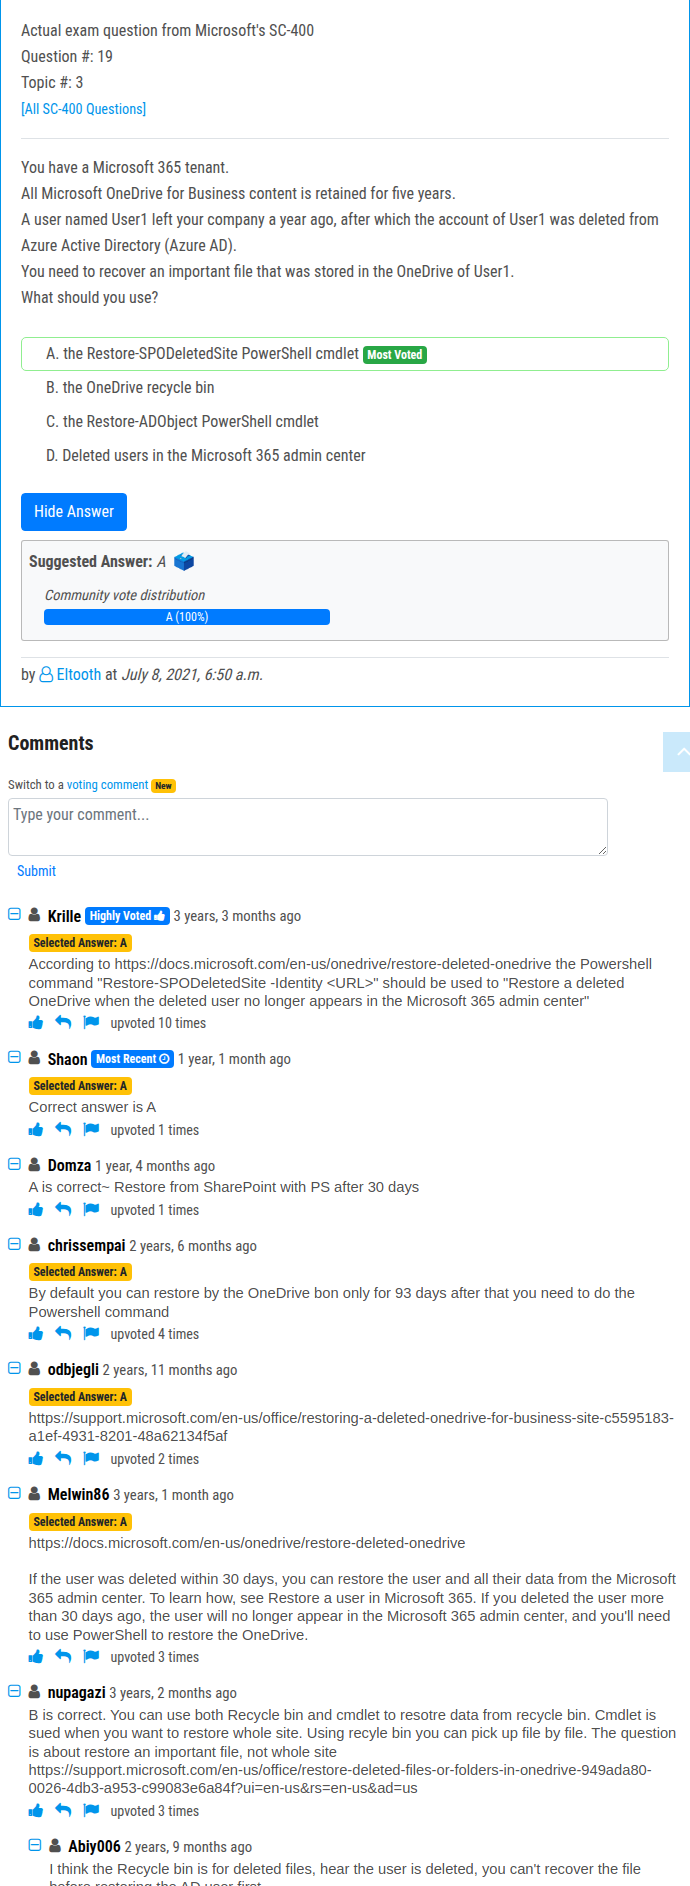 Actual exam question from Microsoft's SC-400
Question #: 19
Topic #: 3
[All SC-400 Questions]
You have a Microsoft 365 tenant.
All Microsoft OneDrive for Business content is retained for five years.
A user named User1 left your company a year ago, after which the account of User1 was deleted from
Azure Active Directory (Azure AD).
You need to recover an important file that was stored in the OneDrive of User1.
What should you use?
A. the Restore-SPODeletedSite PowerShell cmdlet Most Voted
B. the OneDrive recycle bin
C. the Restore-ADObject PowerShell cmdlet
D. Deleted users in the Microsoft 365 admin center
Hide Answer
Suggested Answer: A
Community vote distribution
A (100%)
by Eltooth at July 8, 2021, 6:50 a.m.
Comments
Switch to a voting comment New
Type your comment...
Submit
Krille Highly Voted 3 years, 3 months ago
Selected Answer: A
According to https://docs.microsoft.com/en-us/onedrive/restore-deleted-onedrive the Powershell
command "Restore-SPODeletedSite -Identity <URL>" should be used to "Restore a deleted
OneDrive when the deleted user no longer appears in the Microsoft 365 admin center"
upvoted 10 times
Shaon Most Recent 1 year, 1 month ago
Selected Answer: A
Correct answer is A
upvoted 1 times
Domza 1 year, 4 months ago
A is correct~ Restore from SharePoint with PS after 30 days
upvoted 1 times
chrissempai 2 years, 6 months ago
Selected Answer: A
By default you can restore by the OneDrive bon only for 93 days after that you need to do the
Powershell command
upvoted 4 times
odbjegli 2 years, 11 months ago
Selected Answer: A
https://support.microsoft.com/en-us/office/restoring-a-deleted-onedrive-for-business-site-c5595183-
a1ef-4931-8201-48a62134f5af
upvoted 2 times
Melwin86 3 years, 1 month ago
Selected Answer: A
https://docs.microsoft.com/en-us/onedrive/restore-deleted-onedrive
If the user was deleted within 30 days, you can restore the user and all their data from the Microsoft
365 admin center. To learn how, see Restore a user in Microsoft 365. If you deleted the user more
than 30 days ago, the user will no longer appear in the Microsoft 365 admin center, and you'll need
to use PowerShell to restore the OneDrive.
upvoted 3 times
nupagazi 3 years, 2 months ago
B is correct. You can use both Recycle bin and cmdlet to resotre data from recycle bin. Cmdlet is
sued when you want to restore whole site. Using recyle bin you can pick up file by file. The question
is about restore an important file, not whole site
https://support.microsoft.com/en-us/office/restore-deleted-files-or-folders-in-onedrive-949ada80-
0026-4db3-a953-c99083e6a84f?ui=en-us&rs=en-us&ad=us
upvoted 3 times
Abiy006 2 years, 9 months ago
I think the Recycle bin is for deleted files, hear the user is deleted, you can't recover the file
before restoring the AD user first